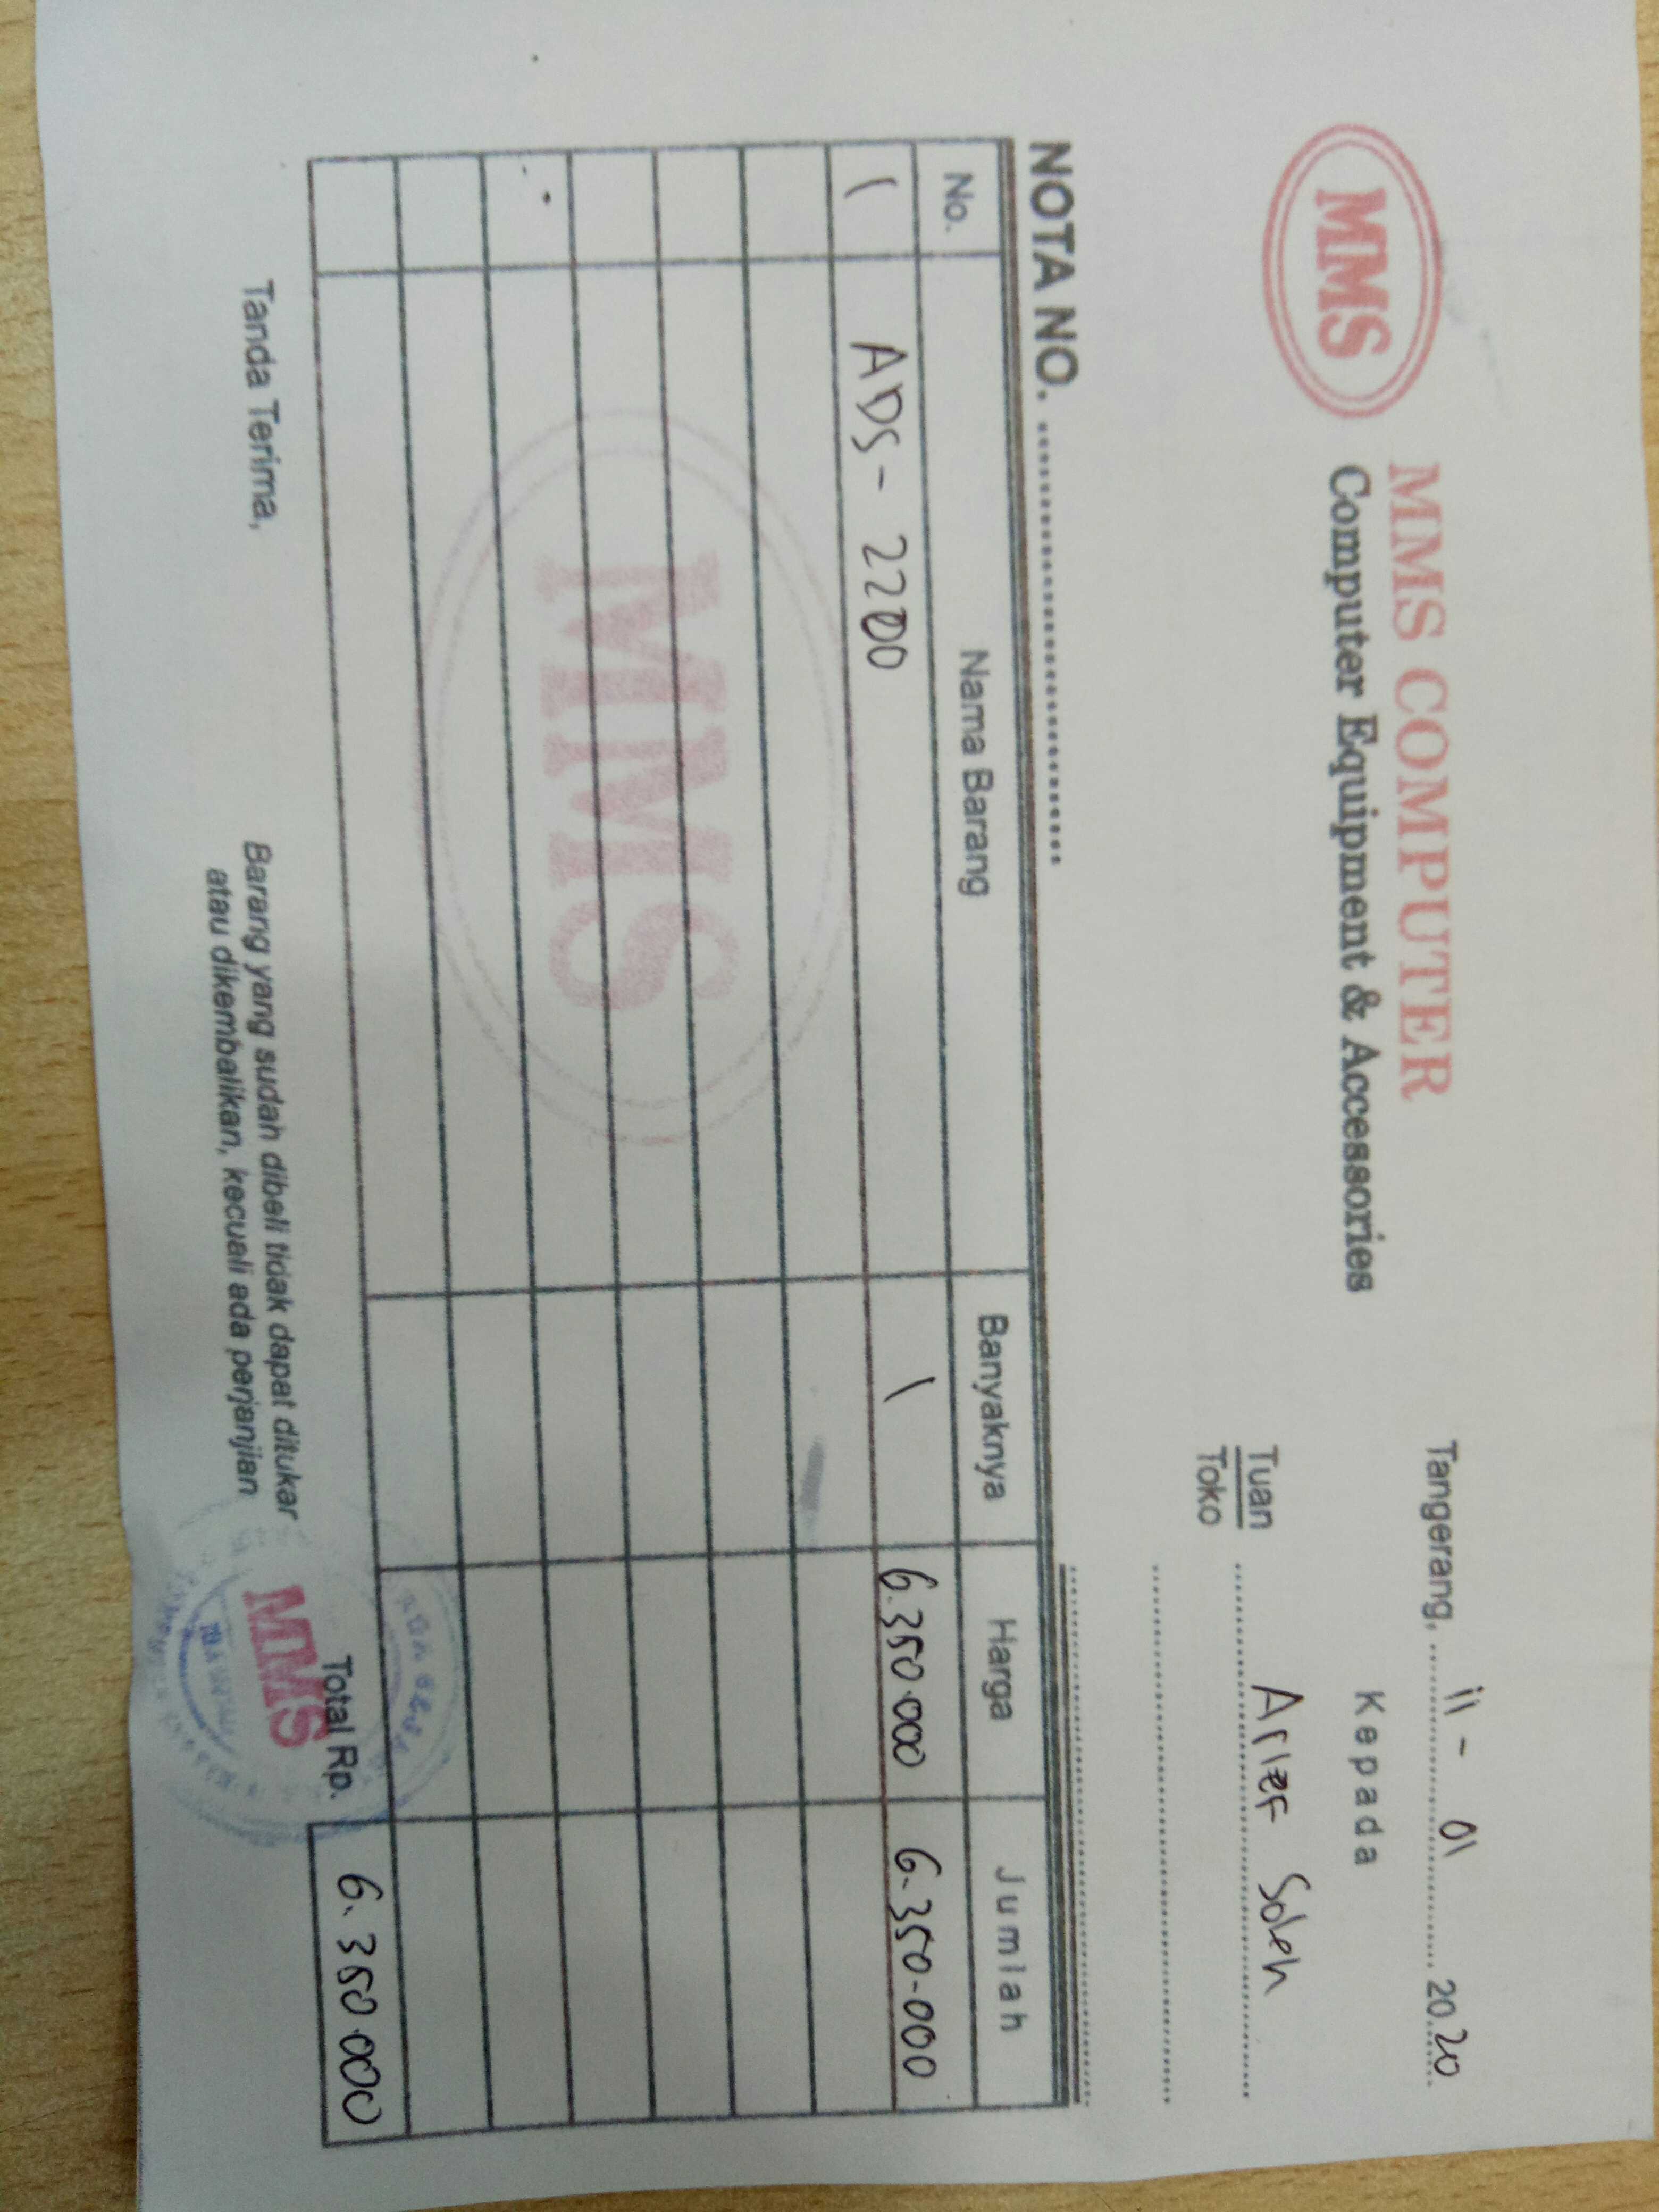 MMS
MMS COMPUTER
Computer Equipment & Accessories
Tangerang, 11 - 01 2020
Kepada
Tuan Arief Soleh
Toko
NOTA NO.
No. Nama Barang Banyaknya Harga Jumlah
1 ADS - 2200 1 6.350.000 6.350.000
MMS
Total Rp. 6.350.000
Tanda Terima,
Barang yang sudah dibeli tidak dapat ditukar
atau dikembalikan, kecuali ada perjanjian
MMS